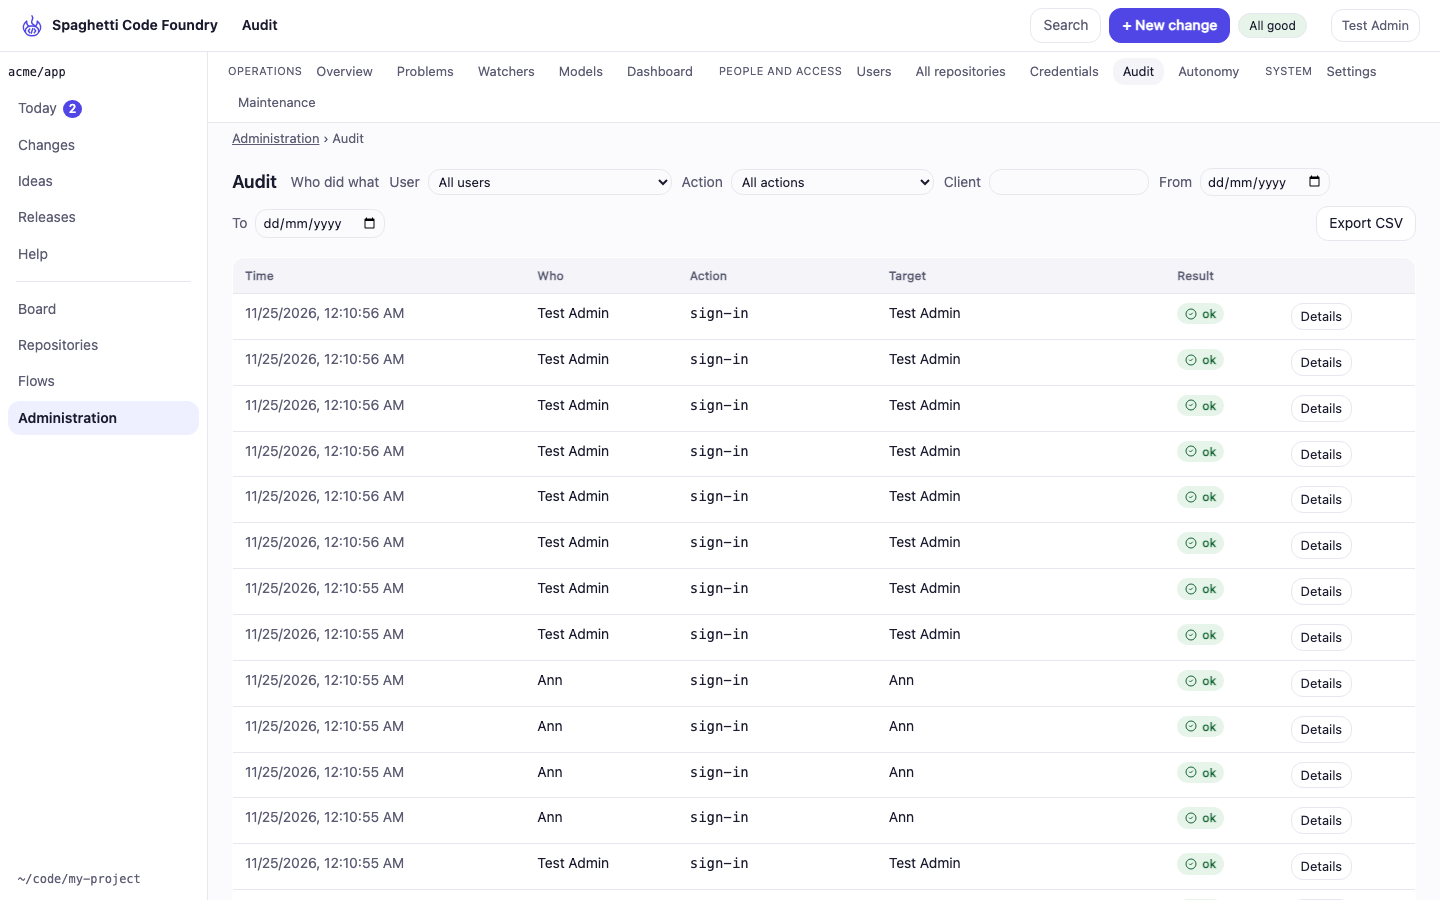 Spaghetti Code Foundry Audit Search + New change All good Test Admin
acme/app
Today 2
Changes
Ideas
Releases
Help
Board
Repositories
Flows
Administration
~/code/my-project
OPERATIONS Overview Problems Watchers Models Dashboard PEOPLE AND ACCESS Users All repositories Credentials Audit Autonomy SYSTEM Settings
Maintenance
Administration › Audit
Audit Who did what User All users Action All actions Client From dd/mm/yyyy
To dd/mm/yyyy Export CSV
Time Who Action Target Result
11/25/2026, 12:10:56 AM Test Admin sign-in Test Admin ok Details
11/25/2026, 12:10:56 AM Test Admin sign-in Test Admin ok Details
11/25/2026, 12:10:56 AM Test Admin sign-in Test Admin ok Details
11/25/2026, 12:10:56 AM Test Admin sign-in Test Admin ok Details
11/25/2026, 12:10:56 AM Test Admin sign-in Test Admin ok Details
11/25/2026, 12:10:56 AM Test Admin sign-in Test Admin ok Details
11/25/2026, 12:10:55 AM Test Admin sign-in Test Admin ok Details
11/25/2026, 12:10:55 AM Test Admin sign-in Test Admin ok Details
11/25/2026, 12:10:55 AM Ann sign-in Ann ok Details
11/25/2026, 12:10:55 AM Ann sign-in Ann ok Details
11/25/2026, 12:10:55 AM Ann sign-in Ann ok Details
11/25/2026, 12:10:55 AM Ann sign-in Ann ok Details
11/25/2026, 12:10:55 AM Test Admin sign-in Test Admin ok Details